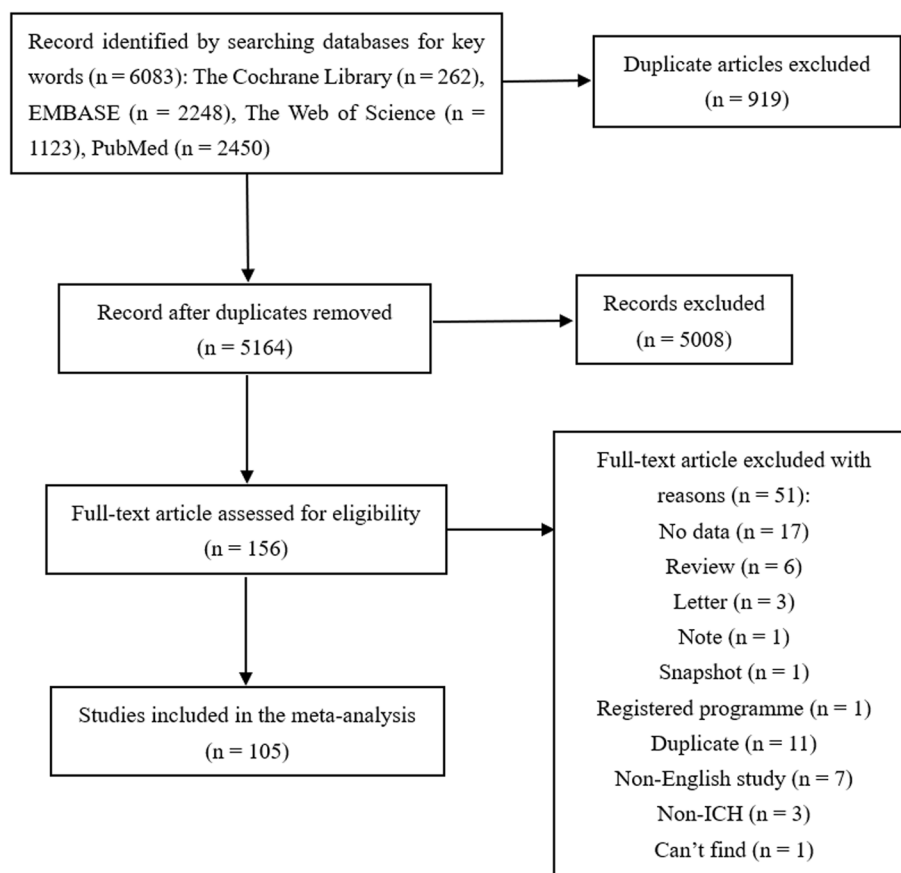 Record identified by searching databases for key
words (n = 6083): The Cochrane Library (n = 262),
EMBASE (n = 2248), The Web of Science (n =
1123), PubMed (n = 2450)
Duplicate articles excluded
(n = 919)
Record after duplicates removed
(n = 5164)
Records excluded
(n = 5008)
Full-text article assessed for eligibility
(n = 156)
Full-text article excluded with
reasons (n = 51):
No data (n = 17)
Review (n = 6)
Letter (n = 3)
Note (n = 1)
Snapshot (n = 1)
Registered programme (n = 1)
Duplicate (n = 11)
Non-English study (n = 7)
Non-ICH (n = 3)
Can't find (n = 1)
Studies included in the meta-analysis
(n = 105)